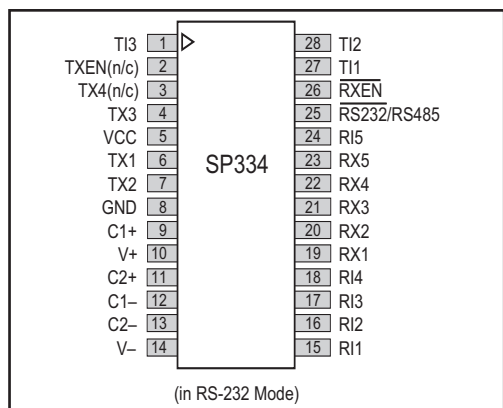 TI3 1 28 TI2
TXEN(n/c) 2 27 TI1
TX4(n/c) 3 26 RXEN
TX3 4 25 RS232/RS485
VCC 5 24 RI5
TX1 6 SP334 23 RX5
TX2 7 22 RX4
GND 8 21 RX3
C1+ 9 20 RX2
V+ 10 19 RX1
C2+ 11 18 RI4
C1– 12 17 RI3
C2– 13 16 RI2
V– 14 15 RI1
(in RS-232 Mode)